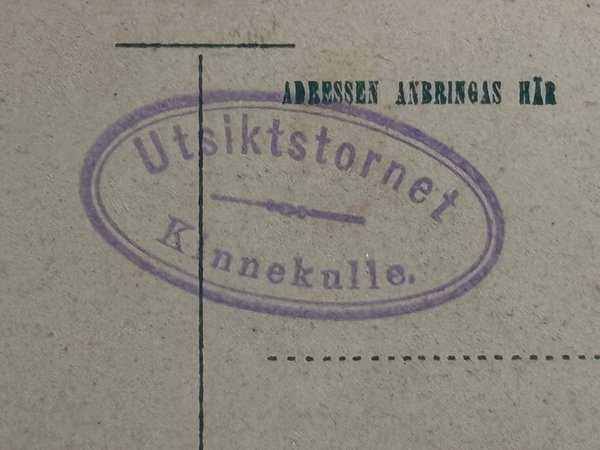 ADRESSEN ANBRINGAS HÄR
Utsiktstornet
Kinnekulle.